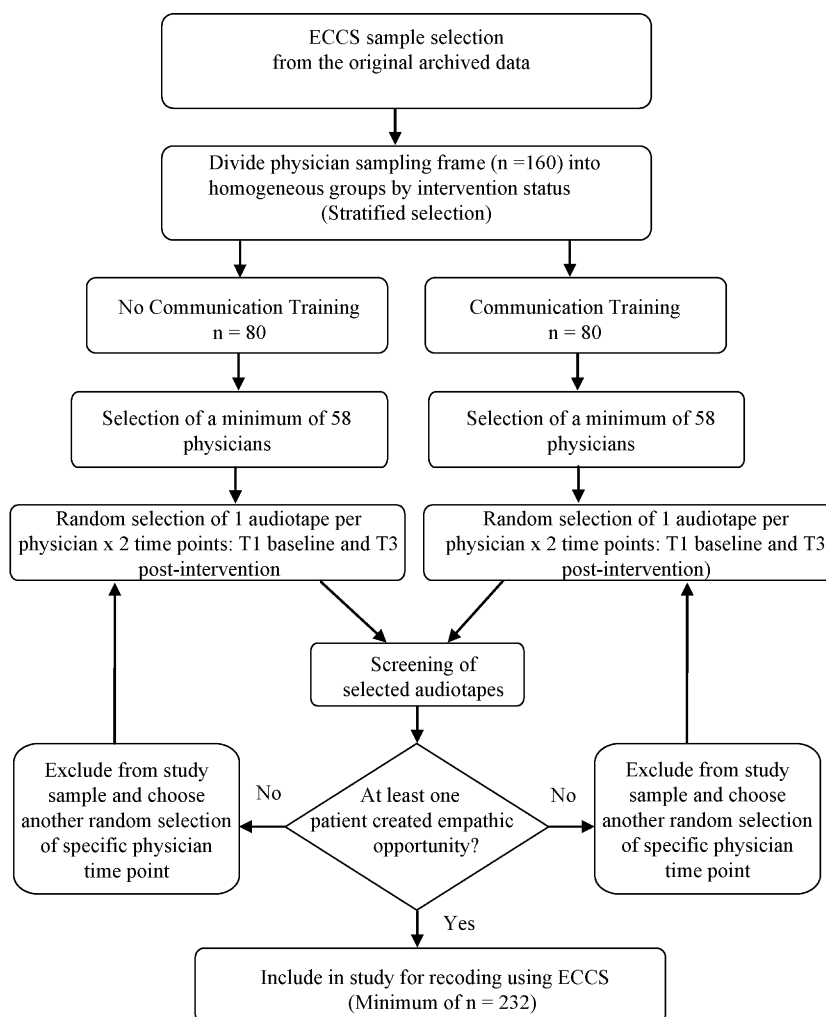 ECCS sample selection
from the original archived data
Divide physician sampling frame (n =160) into
homogeneous groups by intervention status
(Stratified selection)
No Communication Training
n = 80
Communication Training
n = 80
Selection of a minimum of 58
physicians
Selection of a minimum of 58
physicians
Random selection of 1 audiotape per
physician x 2 time points: T1 baseline and T3
post-intervention
Random selection of 1 audiotape per
physician x 2 time points: T1 baseline and T3
post-intervention)
Screening of
selected audiotapes
Exclude from study
sample and choose
another random selection
of specific physician
time point
No
At least one
patient created empathic
opportunity?
No
Exclude from study
sample and choose
another random selection
of specific physician
time point
Yes
Include in study for recoding using ECCS
(Minimum of n = 232)